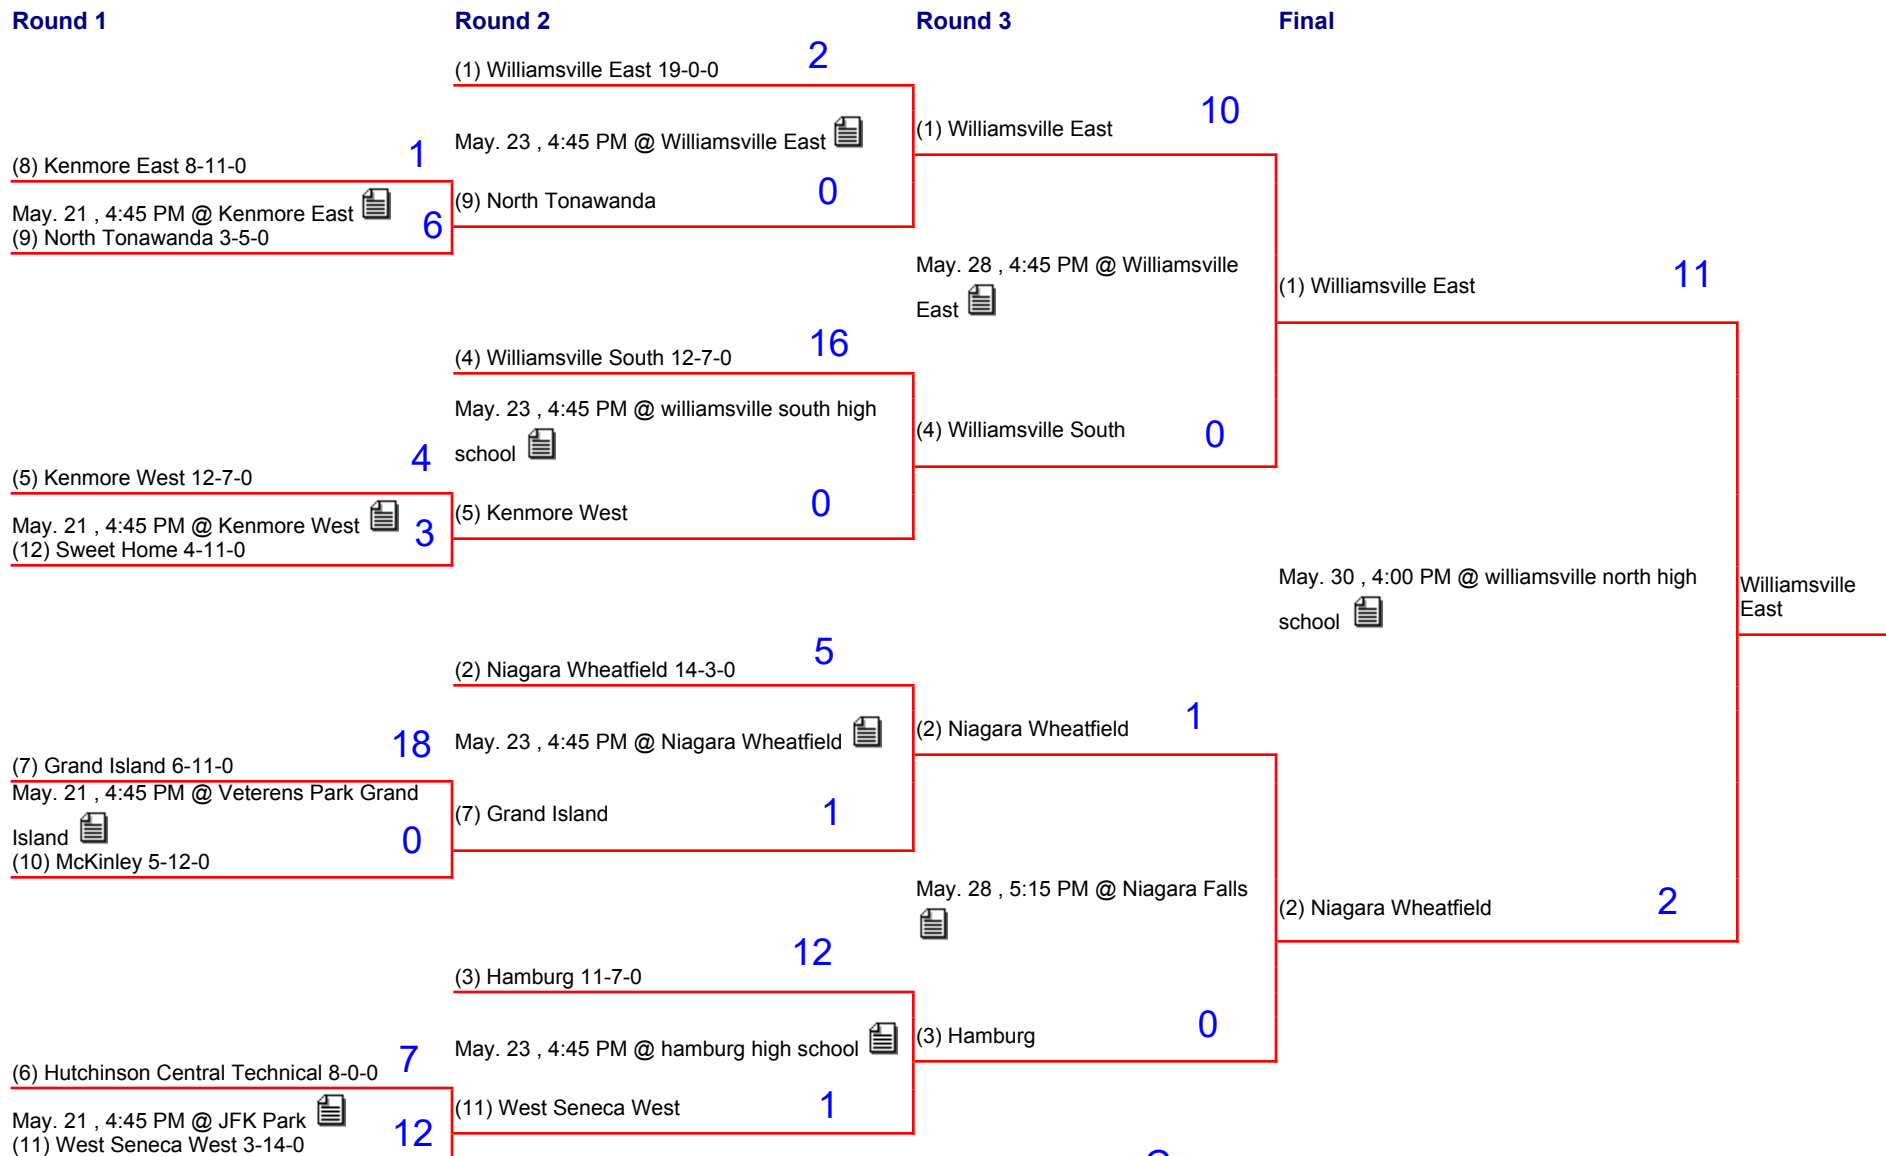 Round 1
Round 2
Round 3
Final
(1) Williamsville East 19-0-0
2
May. 23 , 4:45 PM @ Williamsville East
(9) North Tonawanda
0
(8) Kenmore East 8-11-0
1
May. 21 , 4:45 PM @ Kenmore East
(9) North Tonawanda 3-5-0
6
(1) Williamsville East
10
May. 28 , 4:45 PM @ Williamsville
East
(4) Williamsville South
0
(4) Williamsville South 12-7-0
16
May. 23 , 4:45 PM @ williamsville south high
school
(5) Kenmore West
0
(5) Kenmore West 12-7-0
4
May. 21 , 4:45 PM @ Kenmore West
(12) Sweet Home 4-11-0
3
(1) Williamsville East
11
May. 30 , 4:00 PM @ williamsville north high
school
Williamsville
East
(2) Niagara Wheatfield
2
(2) Niagara Wheatfield 14-3-0
5
May. 23 , 4:45 PM @ Niagara Wheatfield
(7) Grand Island
1
(7) Grand Island 6-11-0
18
May. 21 , 4:45 PM @ Veterens Park Grand
Island
(10) McKinley 5-12-0
0
(2) Niagara Wheatfield
1
May. 28 , 5:15 PM @ Niagara Falls
(3) Hamburg
0
(3) Hamburg 11-7-0
12
May. 23 , 4:45 PM @ hamburg high school
(11) West Seneca West
1
(6) Hutchinson Central Technical 8-0-0
7
May. 21 , 4:45 PM @ JFK Park
(11) West Seneca West 3-14-0
12